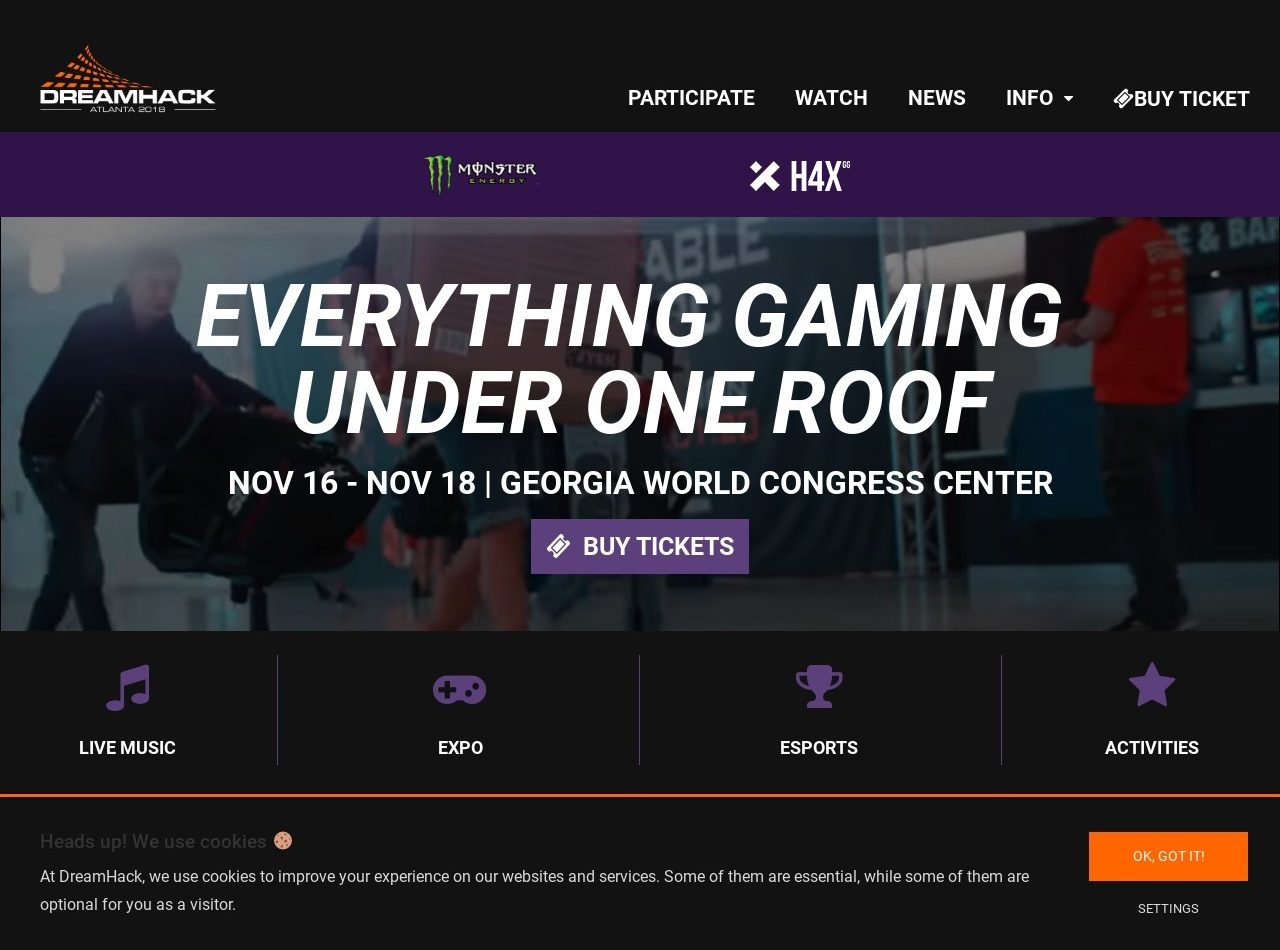 DREAMHACK
ATLANTA 2018
PARTICIPATE
WATCH
NEWS
INFO
BUY TICKET
MONSTER
ENERGY
H4X GG
ABLE
E & BA
EVERYTHING GAMING
UNDER ONE ROOF
NOV 16 - NOV 18 | GEORGIA WORLD CONGRESS CENTER
BUY TICKETS
LIVE MUSIC
EXPO
ESPORTS
ACTIVITIES
Heads up! We use cookies
At DreamHack, we use cookies to improve your experience on our websites and services. Some of them are essential, while some of them are
optional for you as a visitor.
OK, GOT IT!
SETTINGS